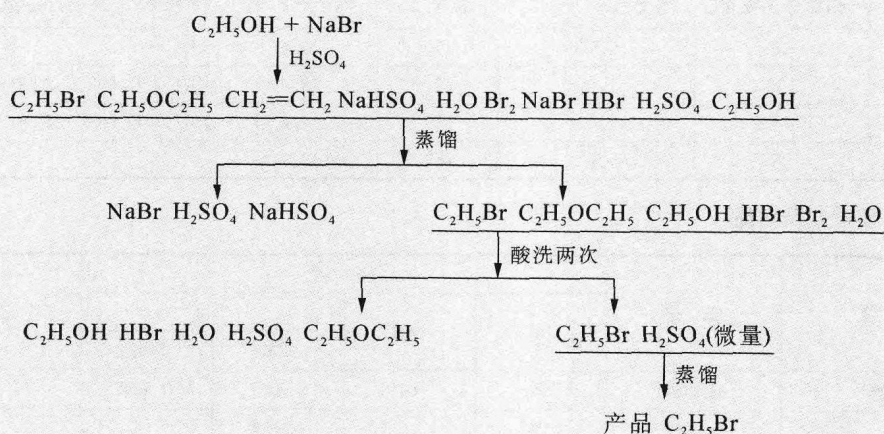 C₂H₅OH + NaBr
H₂SO₄
C₂H₅Br C₂H₅OC₂H₅ CH₂=CH₂ NaHSO₄ H₂O Br₂ NaBr HBr H₂SO₄ C₂H₅OH
蒸馏
NaBr H₂SO₄ NaHSO₄ C₂H₅Br C₂H₅OC₂H₅ C₂H₅OH HBr Br₂ H₂O
酸洗两次
C₂H₅OH HBr H₂O H₂SO₄ C₂H₅OC₂H₅ C₂H₅Br H₂SO₄(微量)
蒸馏
产品 C₂H₅Br